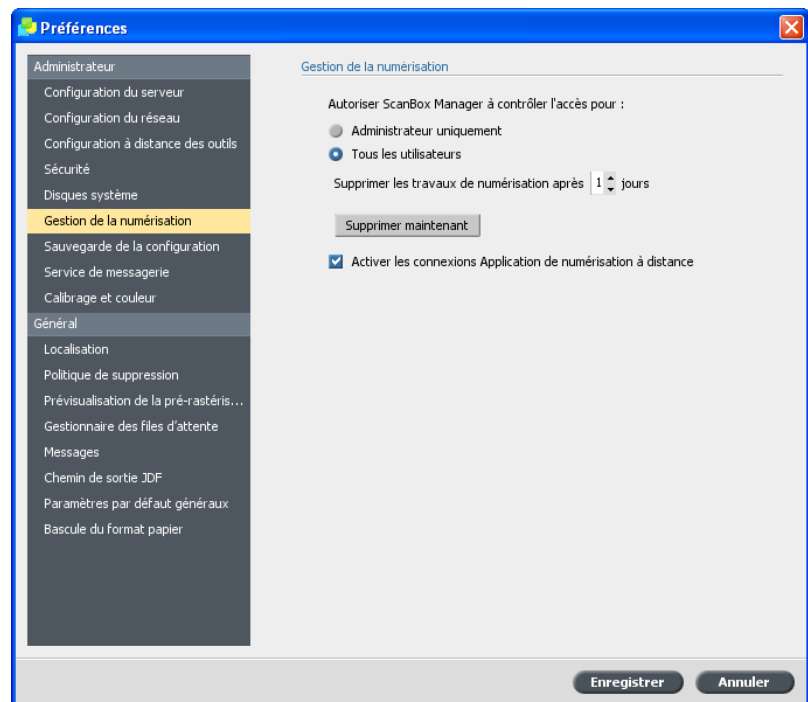 Préférences
Administrateur
Configuration du serveur
Configuration du réseau
Configuration à distance des outils
Sécurité
Disques système
Gestion de la numérisation
Sauvegarde de la configuration
Service de messagerie
Calibrage et couleur
Général
Localisation
Politique de suppression
Prévisualisation de la pré-rastéris...
Gestionnaire des files d'attente
Messages
Chemin de sortie JDF
Paramètres par défaut généraux
Bascule du format papier
Gestion de la numérisation
Autoriser ScanBox Manager à contrôler l'accès pour :
Administrateur uniquement
Tous les utilisateurs
Supprimer les travaux de numérisation après 1 jours
Supprimer maintenant
Activer les connexions Application de numérisation à distance
Enregistrer Annuler